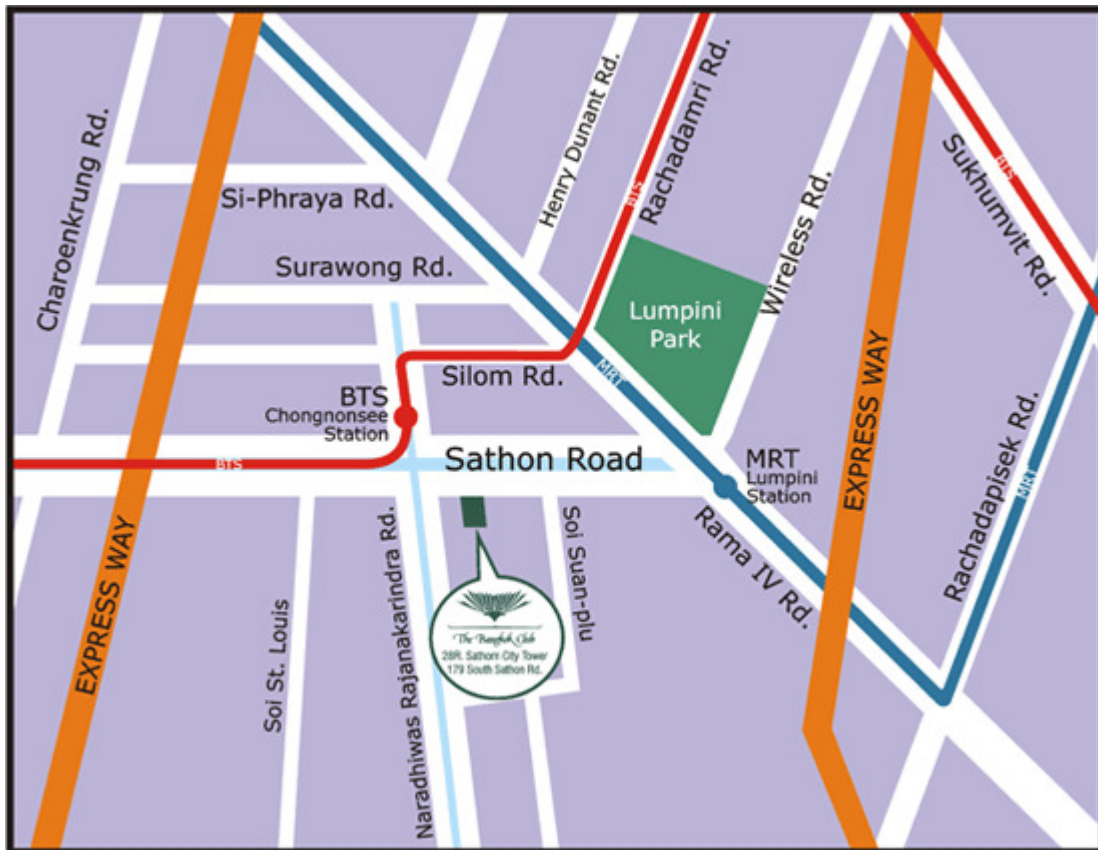 Charoenkrung Rd.
Si-Phraya Rd.
Surawong Rd.
Henry Dunant Rd.
BTS
Rachadamri Rd.
Wireless Rd.
BTS
Sukhumvit Rd.
Lumpini
Park
MRT
Silom Rd.
BTS
Chongnonsee
Station
BTS
Sathon Road
MRT
Lumpini
Station
EXPRESS WAY
EXPRESS WAY
Rachadapisek Rd.
MRT
Rama IV Rd.
Soi Suan-plu
Soi St. Louis
Naradhiwas Rajanakarindra Rd.
The Bangkok Club
28R. Sathorn City Tower
179 South Sathon Rd.